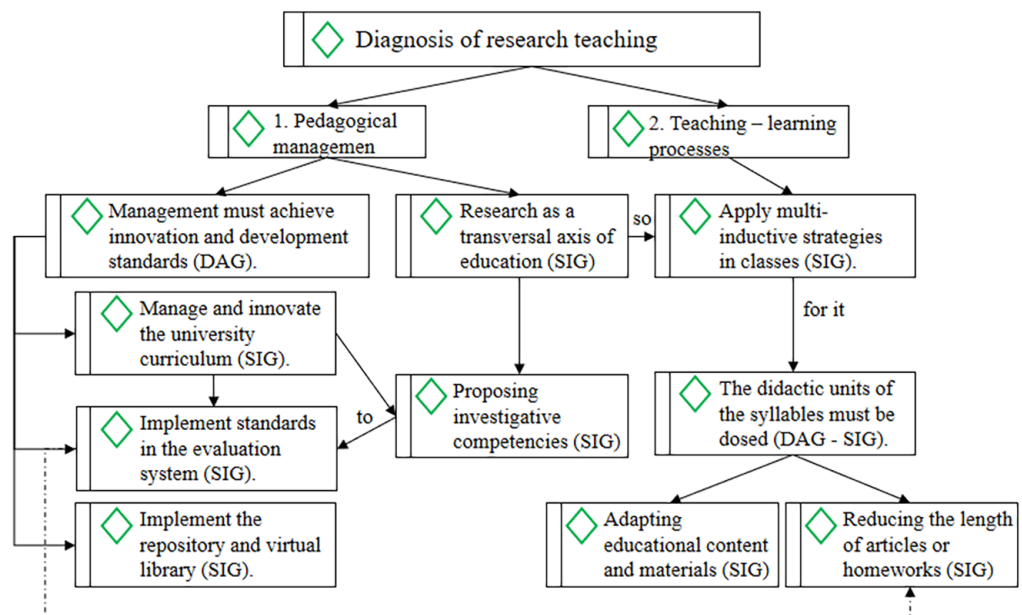 Diagnosis of research teaching
1. Pedagogical
managemen
2. Teaching – learning
processes
Management must achieve
innovation and development
standards (DAG).
Research as a
transversal axis of
education (SIG)
so
Apply multi-
inductive strategies
in classes (SIG).
Manage and innovate
the university
curriculum (SIG).
for it
Implement standards
in the evaluation
system (SIG).
to
Proposing
investigative
competencies (SIG)
The didactic units of
the syllables must be
dosed (DAG - SIG).
Implement the
repository and virtual
library (SIG).
Adapting
educational content
and materials (SIG)
Reducing the length
of articles or
homeworks (SIG)